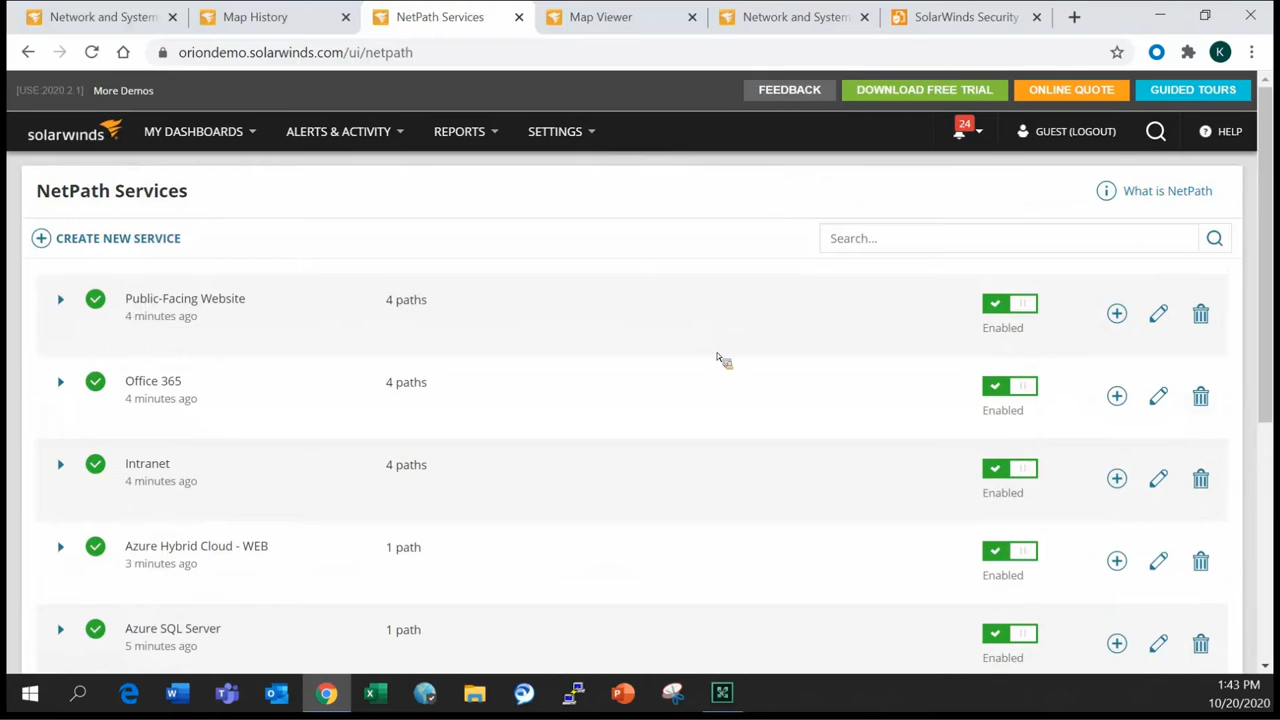 Network and System
Map History
NetPath Services
Map Viewer
Network and System
SolarWinds Security
oriondemo.solarwinds.com/ui/netpath
K
[USE.2020.2.1] More Demos
FEEDBACK
DOWNLOAD FREE TRIAL
ONLINE QUOTE
GUIDED TOURS
solarwinds
MY DASHBOARDS
ALERTS & ACTIVITY
REPORTS
SETTINGS
24
GUEST (LOGOUT)
HELP
NetPath Services
What is NetPath
CREATE NEW SERVICE
Search...
Public-Facing Website
4 minutes ago
4 paths
Enabled
Office 365
4 minutes ago
4 paths
Enabled
Intranet
4 minutes ago
4 paths
Enabled
Azure Hybrid Cloud - WEB
3 minutes ago
1 path
Enabled
Azure SQL Server
5 minutes ago
1 path
Enabled
1:43 PM
10/20/2020